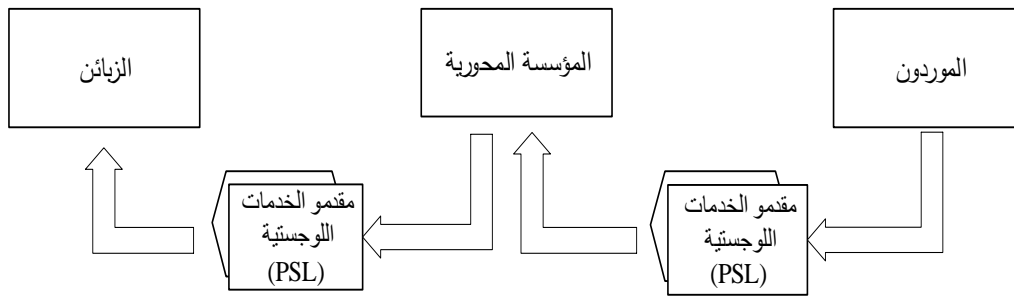 الموردون
المؤسسة المحورية
الزبائن
مقدمو الخدمات
اللوجستية
(PSL)
مقدمو الخدمات
اللوجستية
(PSL)